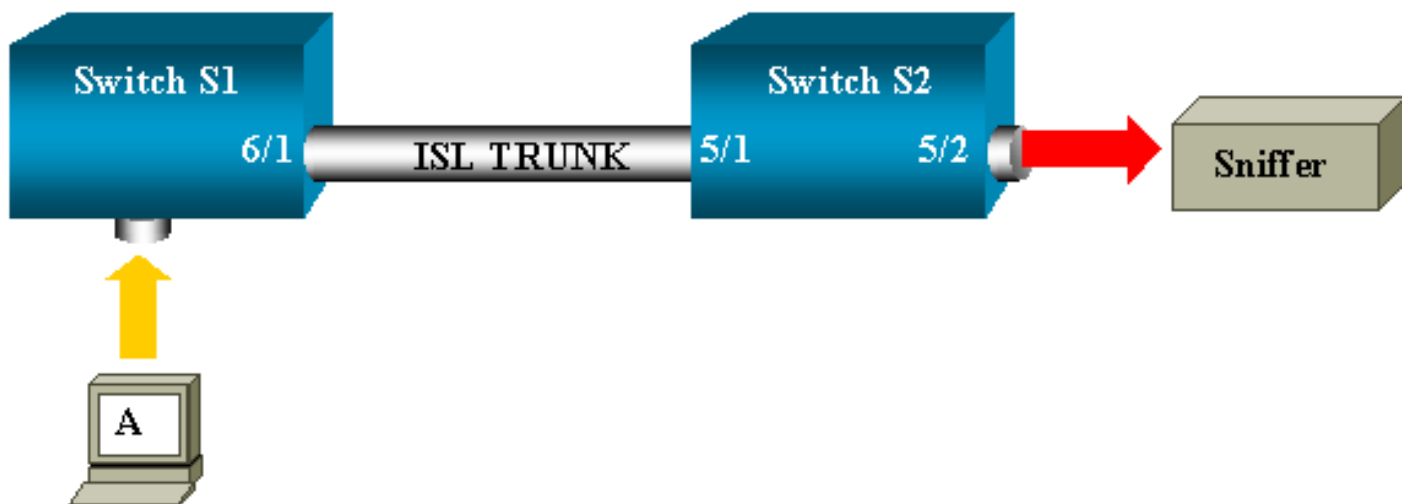 Switch S1
Switch S2
6/1
ISL TRUNK
5/1
5/2
Sniffer
A